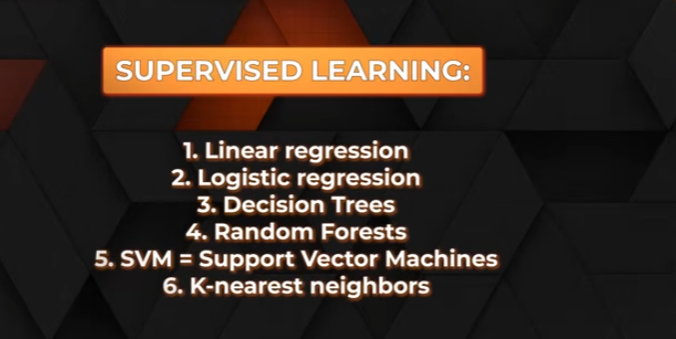 SUPERVISED LEARNING:
1. Linear regression
2. Logistic regression
3. Decision Trees
4. Random Forests
5. SVM = Support Vector Machines
6. K-nearest neighbors